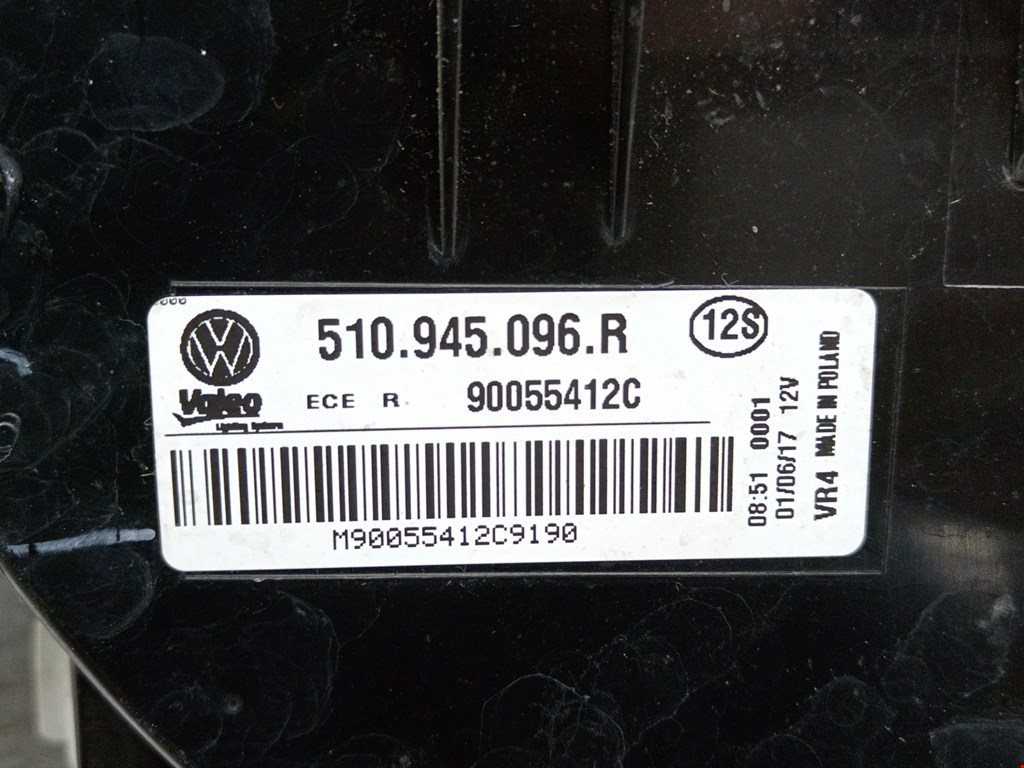 510.945.096.R
12S
Valeo
Lighting Systems
ECE R. 90055412C
M90055412C9190
08:51 0001
01/06/17 12V
VR4 MADE IN POLAND